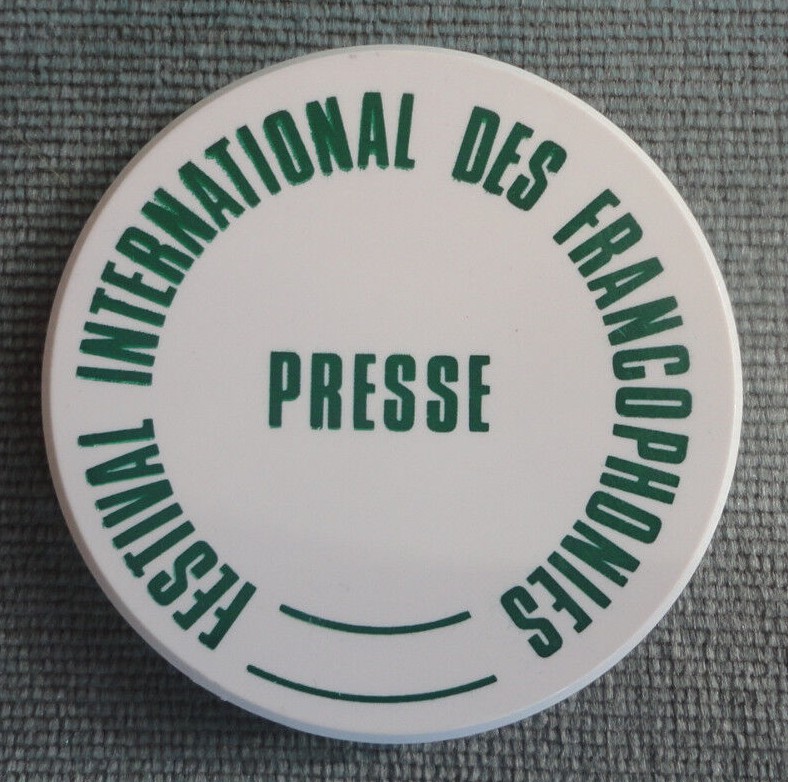 FESTIVAL INTERNATIONAL DES FRANCOPHONIES
PRESSE